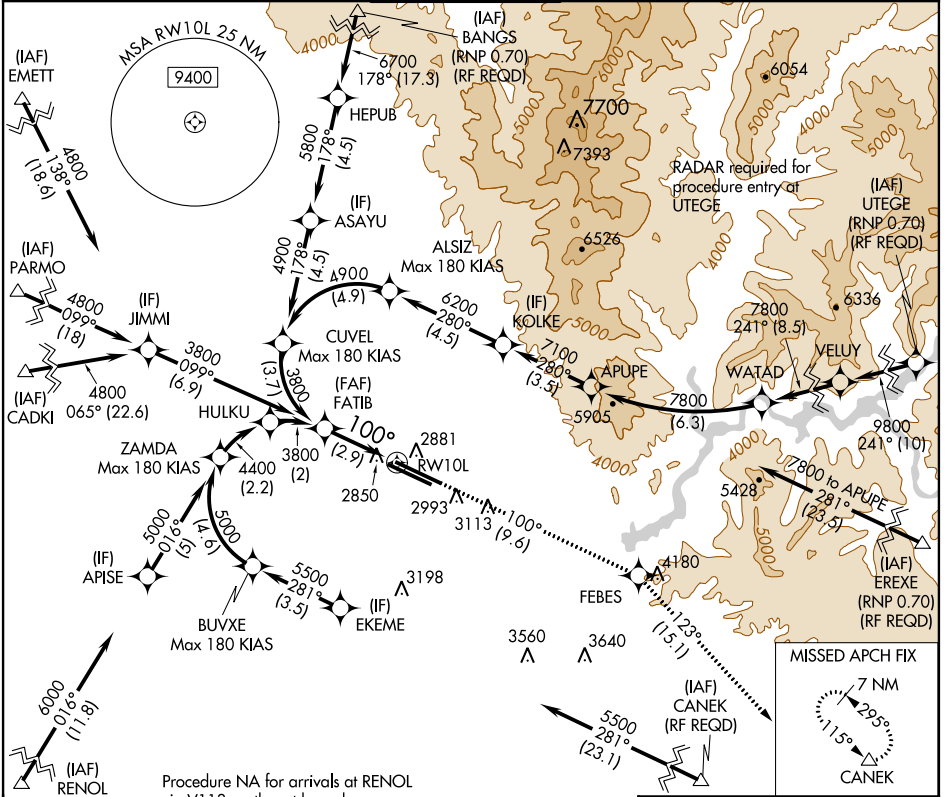 MSA RW10L 25 NM
9400
(IAF)
EMETT
4800
138°
(18.6)
(IAF)
BANGS
(RNP 0.70)
(RF REQD)
6700
178° (17.3)
HEPUB
5800
178°
(4.5)
(IF)
ASAYU
4900
178°
(4.5)
4000
6000
5000
7700
7393
6054
5000
4000
5000
RADAR required for
procedure entry at
UTEGE
(IAF)
UTEGE
(RNP 0.70)
(RF REQD)
6526
4000
6336
(IAF)
PARMO
4800
099°
(18)
(IF)
JIMMI
(IAF)
CADKI
4800
065° (22.6)
3800
099°
(6.9)
ALSIZ
Max 180 KIAS
4900
(4.9)
6200
280°
(4.5)
(IF)
KOLKE
5000
7100
280°
(3.5)
APUPE
5905
4000
7800
(6.3)
WATAD
7800
241° (8.5)
VELUY
9800
241° (10)
CUVEL
Max 180 KIAS
3800
(3.7)
(FAF)
FATIB
HULKU
3800
(2)
ZAMDA
Max 180 KIAS
4400
(2.2)
100°
(2.9)
2850
2881
RW10L
2993
3113
100°
(9.6)
4000
5428
5000
7800 to APUPE
281°
(23.5)
(IAF)
EREXE
(RNP 0.70)
(RF REQD)
5000
016°
(5)
(IF)
APISE
5000
(4.6)
BUVXE
Max 180 KIAS
5500
281°
(3.5)
(IF)
EKEME
3198
FEBES
4180
123°
(15.1)
3560
3640
6000
016°
(11.8)
(IAF)
RENOL
Procedure NA for arrivals at RENOL
5500
281°
(23.1)
(IAF)
CANEK
(RF REQD)
MISSED APCH FIX
7 NM
295°
115°
CANEK